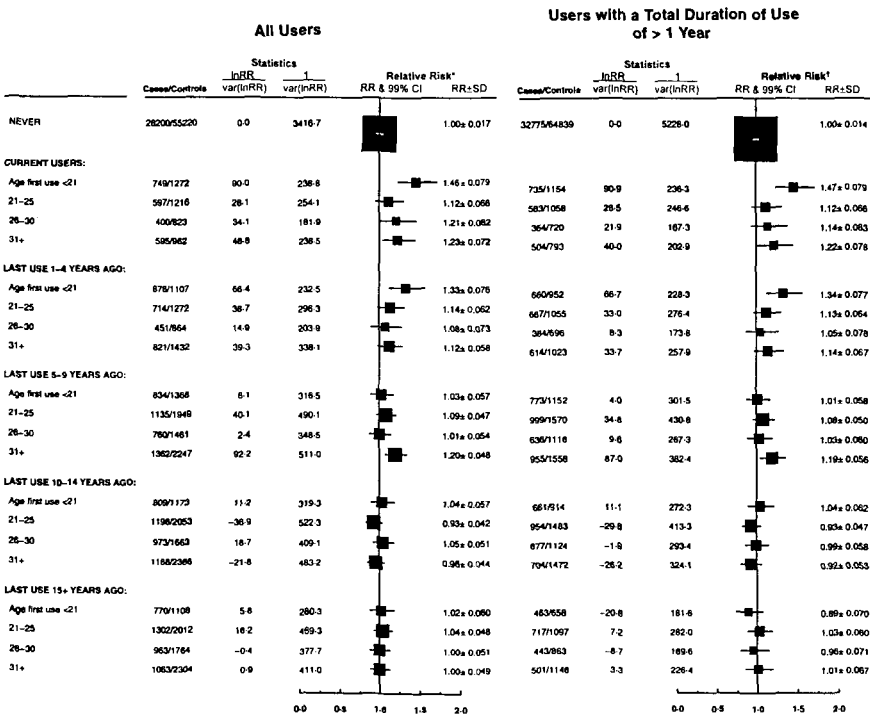 All Users
Users with a Total Duration of Use of > 1 Year
Statistics
Statistics
Cases/Controls lnRR var(lnRR) 1 var(lnRR) Relative Risk* RR & 99% CI RR±SD
Cases/Controls lnRR var(lnRR) 1 var(lnRR) Relative Risk† RR & 99% CI RR±SD
NEVER 28200/55220 0·0 3416·7 1.00± 0.017 32775/64839 0·0 5228·0 1.00± 0.014
CURRENT USERS:
Age first use <21 749/1272 90·0 238·8 1.46± 0.079 735/1154 90.9 236·3 1.47± 0.079
21–25 597/1216 28·1 254·1 1.12± 0.066 583/1058 28·5 246·6 1.12± 0.066
26–30 400/823 34·1 181·9 1.21± 0.082 364/720 21·9 167·3 1.14± 0.083
31+ 595/962 48·8 236·5 1.23± 0.072 504/793 40·0 202·9 1.22± 0.078
LAST USE 1–4 YEARS AGO:
Age first use <21 876/1107 66·4 232·5 1.33± 0.076 660/952 66·7 228·3 1.34± 0.077
21–25 714/1272 38·7 296·3 1.14± 0.062 667/1055 33·0 276·4 1.13± 0.064
26–30 451/864 14·9 203·9 1.08± 0.073 384/696 8·3 173·8 1.05± 0.078
31+ 821/1432 39·3 338·1 1.12± 0.058 614/1023 33·7 257·9 1.14± 0.067
LAST USE 5–9 YEARS AGO:
Age first use <21 834/1368 8·1 316·5 1.03± 0.057 773/1152 4·0 301·5 1.01± 0.058
21–25 1135/1949 40·1 490·1 1.09± 0.047 999/1570 34·8 430·8 1.08± 0.050
26–30 760/1461 2·4 348·5 1.01± 0.054 636/1116 9·6 267·3 1.03± 0.060
31+ 1362/2247 92·2 511·0 1.20± 0.048 955/1558 87·0 382·4 1.19± 0.056
LAST USE 10–14 YEARS AGO:
Age first use <21 809/1173 11·2 319·3 1.04± 0.057 661/914 11·1 272·3 1.04± 0.062
21–25 1196/2053 −36·9 522·3 0.93± 0.042 954/1483 −29·8 413·3 0.93± 0.047
26–30 973/1663 18·7 409·1 1.05± 0.051 677/1124 −1·9 293·4 0.99± 0.058
31+ 1168/2386 −21·8 483·2 0.96± 0.044 704/1472 −26·2 324·1 0.92± 0.053
LAST USE 15+ YEARS AGO:
Age first use <21 770/1108 5·8 280·3 1.02± 0.060 463/658 −20·8 181·6 0.89± 0.070
21–25 1302/2012 18·2 469·3 1.04± 0.048 717/1097 7·2 262·0 1.03± 0.060
26–30 963/1764 −0·4 377·7 1.00± 0.051 443/863 −8·7 189·6 0.96± 0.071
31+ 1063/2304 0·9 411·0 1.00± 0.049 501/1146 3·3 226·4 1.01± 0.067
0·0 0·5 1·0 1·5 2·0 0·0 0·5 1·0 1·5 2·0